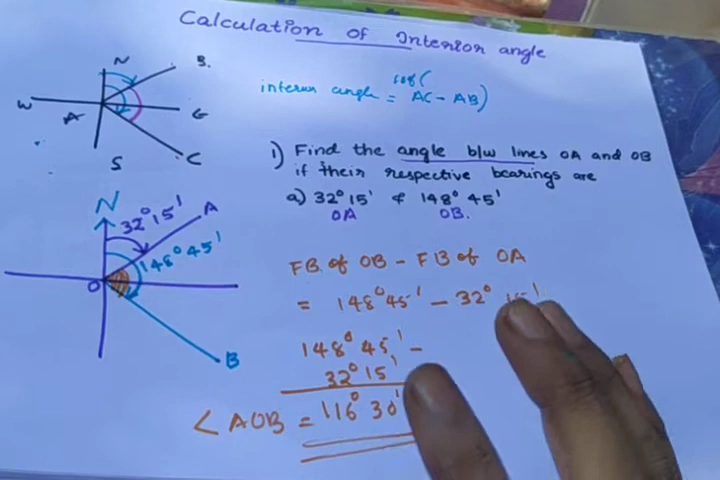 Calculation of Interior angle
N
B.
W
A
E
C
S
angle = AC - AB)
1) Find the angle b/w lines OA and OB
if their respective bearings are
a) 32° 15' & 148° 45'
OA OB.
N
32° 15' A
148° 45'
O
B
FB of OB - FB of OA
= 148° 45' - 32°
148° 45' -
32° 15'
∠ AOB = 116° 30'